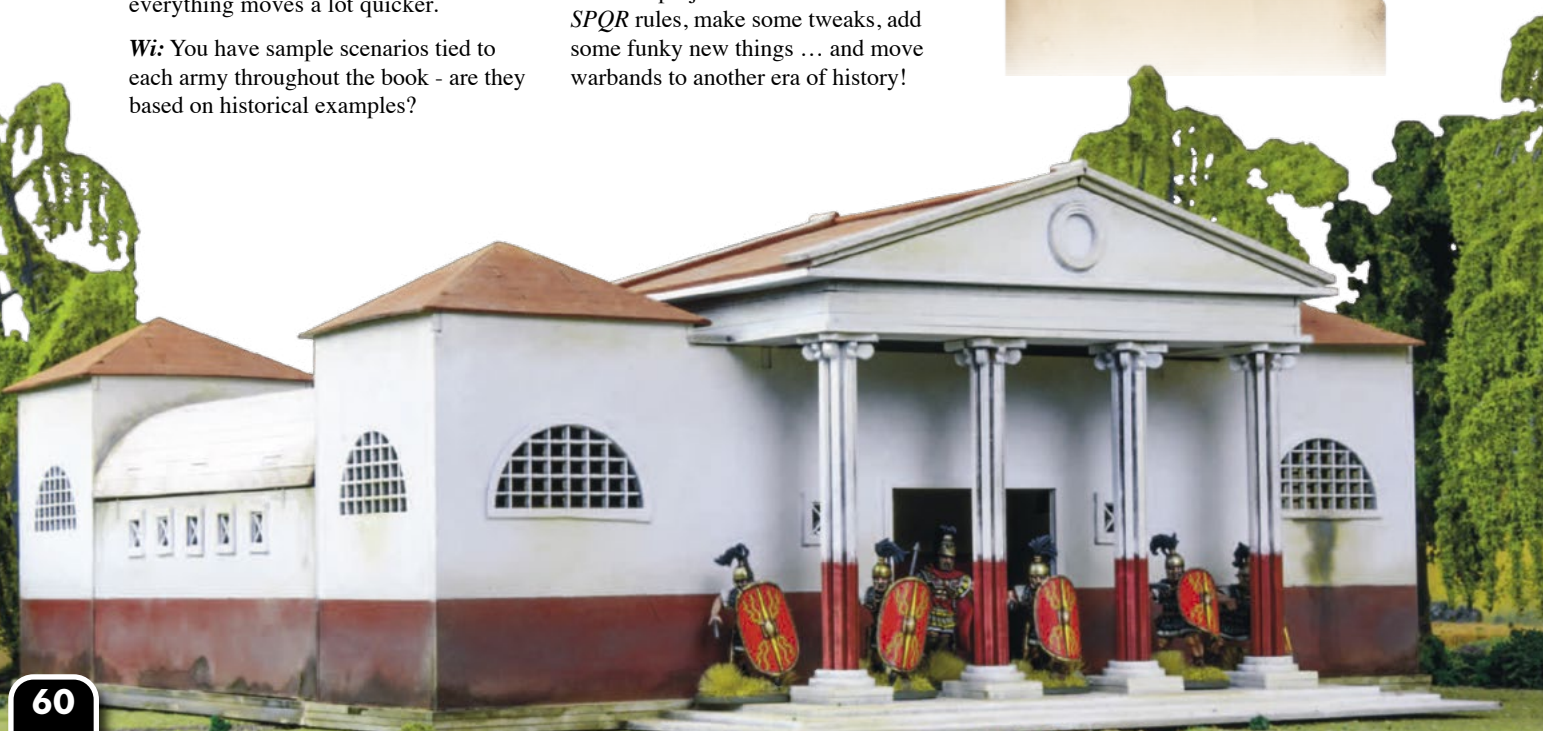 everything moves a lot quicker.
Wi: You have sample scenarios tied to
each army throughout the book - are they
based on historical examples?
SPQR rules, make some tweaks, add
some funky new things … and move
warbands to another era of history!
60